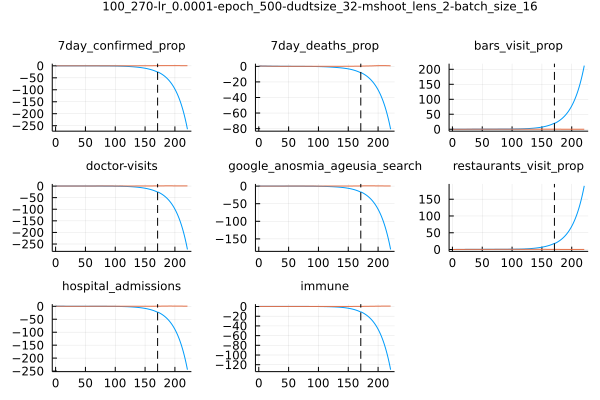 100_270-lr_0.0001-epoch_500-dudtsize_32-mshoot_lens_2-batch_size_16
7day_confirmed_prop
0
−50
−100
−150
−200
−250
0 50 100 150 200
7day_deaths_prop
0
−20
−40
−60
−80
0 50 100 150 200
bars_visit_prop
200
150
100
50
0
0 50 100 150 200
doctor-visits
0
−50
−100
−150
−200
−250
0 50 100 150 200
google_anosmia_ageusia_search
0
−50
−100
−150
0 50 100 150 200
restaurants_visit_prop
150
100
50
0
0 50 100 150 200
hospital_admissions
0
−50
−100
−150
−200
−250
0 50 100 150 200
immune
0
−20
−40
−60
−80
−100
−120
0 50 100 150 200